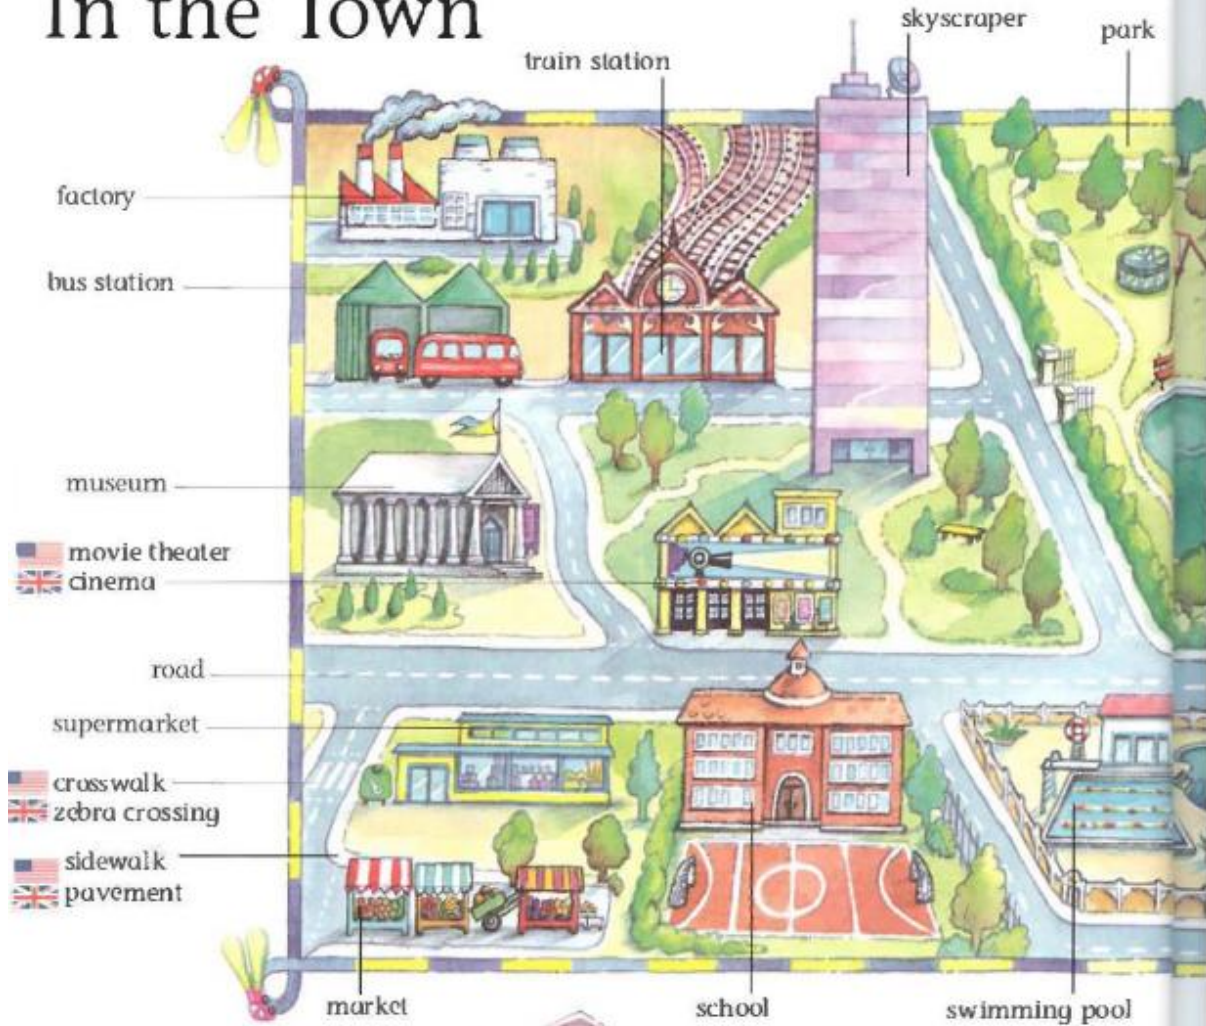 In the Town
skyscraper
park
train station
factory
bus station
museum
movie theater
cinema
road
supermarket
crosswalk
zebra crossing
sidewalk
pavement
market
school
swimming pool